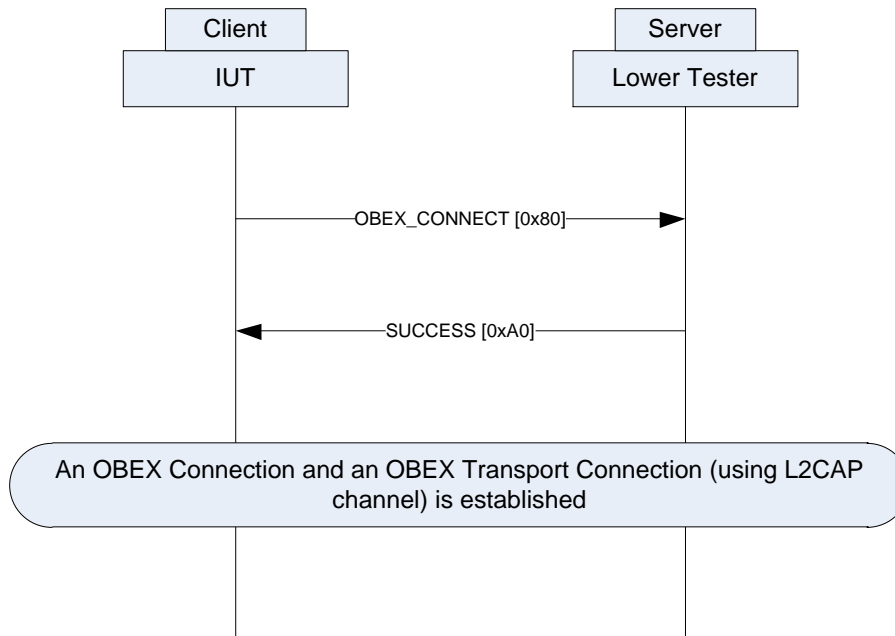 Client
Server
IUT
Lower Tester
OBEX_CONNECT [0x80]
SUCCESS [0xA0]
An OBEX Connection and an OBEX Transport Connection (using L2CAP
channel) is established